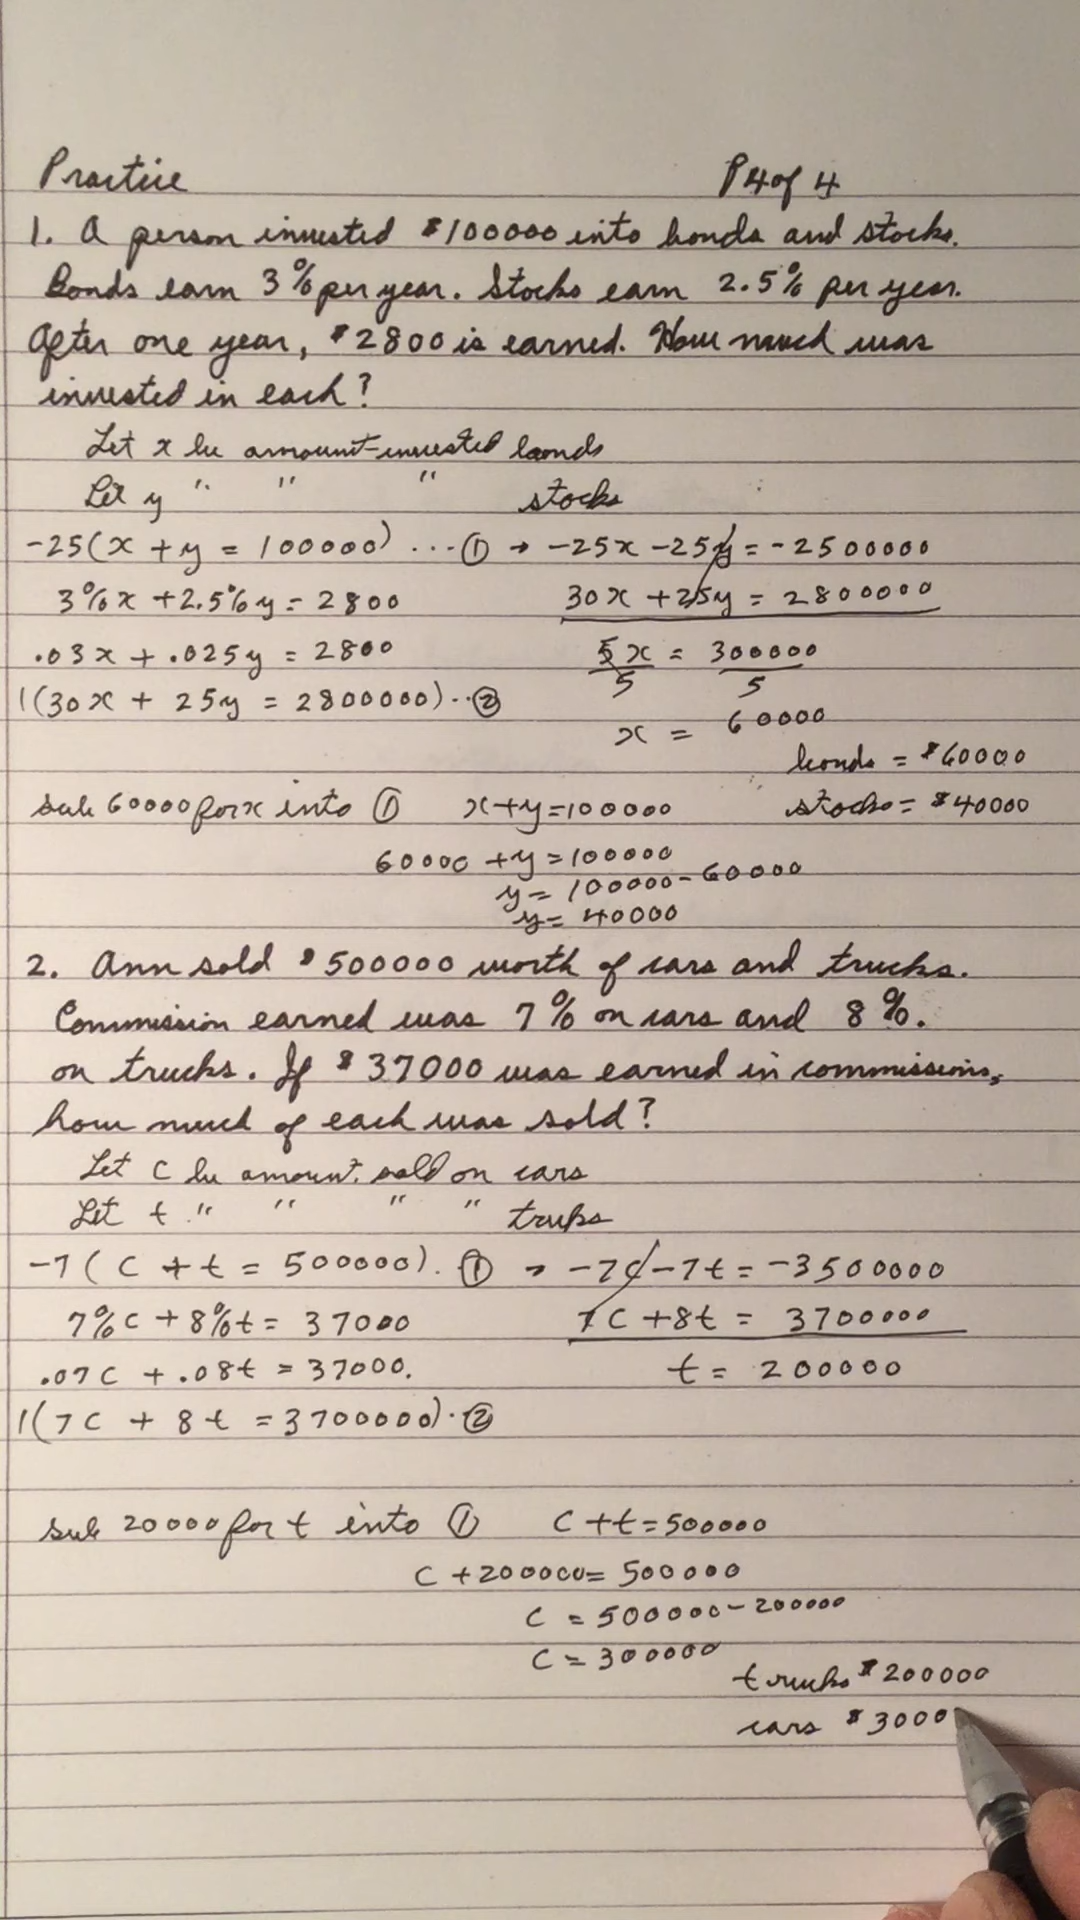 Practice P4 of 4
1. A person invested $100000 into bonds and stocks.
Bonds earn 3% per year. Stocks earn 2.5% per year.
After one year, $2800 is earned. How much was
invested in each?
Let x be amount invested bonds
Let y " " " stocks
-25(x + y = 100000) ... ① → -25x - 25y = -2500000
3%x + 2.5%y = 2800 30x + 25y = 2800000
.03x + .025y = 2800 5x = 300000
5 5
1(30x + 25y = 2800000) .. ②
x = 60000
bonds = $60000
sub 60000 for x into ① x+y=100000 stocks = $40000
60000 + y = 100000
y = 100000 - 60000
y = 40000
2. Ann sold $500000 worth of cars and trucks.
Commission earned was 7% on cars and 8%.
on trucks. If $37000 was earned in commissions,
how much of each was sold?
Let C be amount sold on cars
Let t " " " " truks
-7(C + t = 500000). ① → -7C - 7t = -3500000
7%C + 8%t = 37000 7C + 8t = 3700000
.07C + .08t = 37000. t = 200000
1(7C + 8t = 3700000) . ②
sub 20000 for t into ① C + t = 500000
C + 200000 = 500000
C = 500000 - 200000
C = 300000
trucks $200000
cars $3000